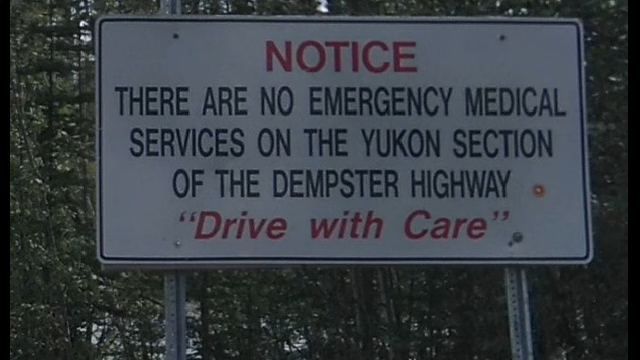 NOTICE
THERE ARE NO EMERGENCY MEDICAL
SERVICES ON THE YUKON SECTION
OF THE DEMPSTER HIGHWAY
"Drive with Care"